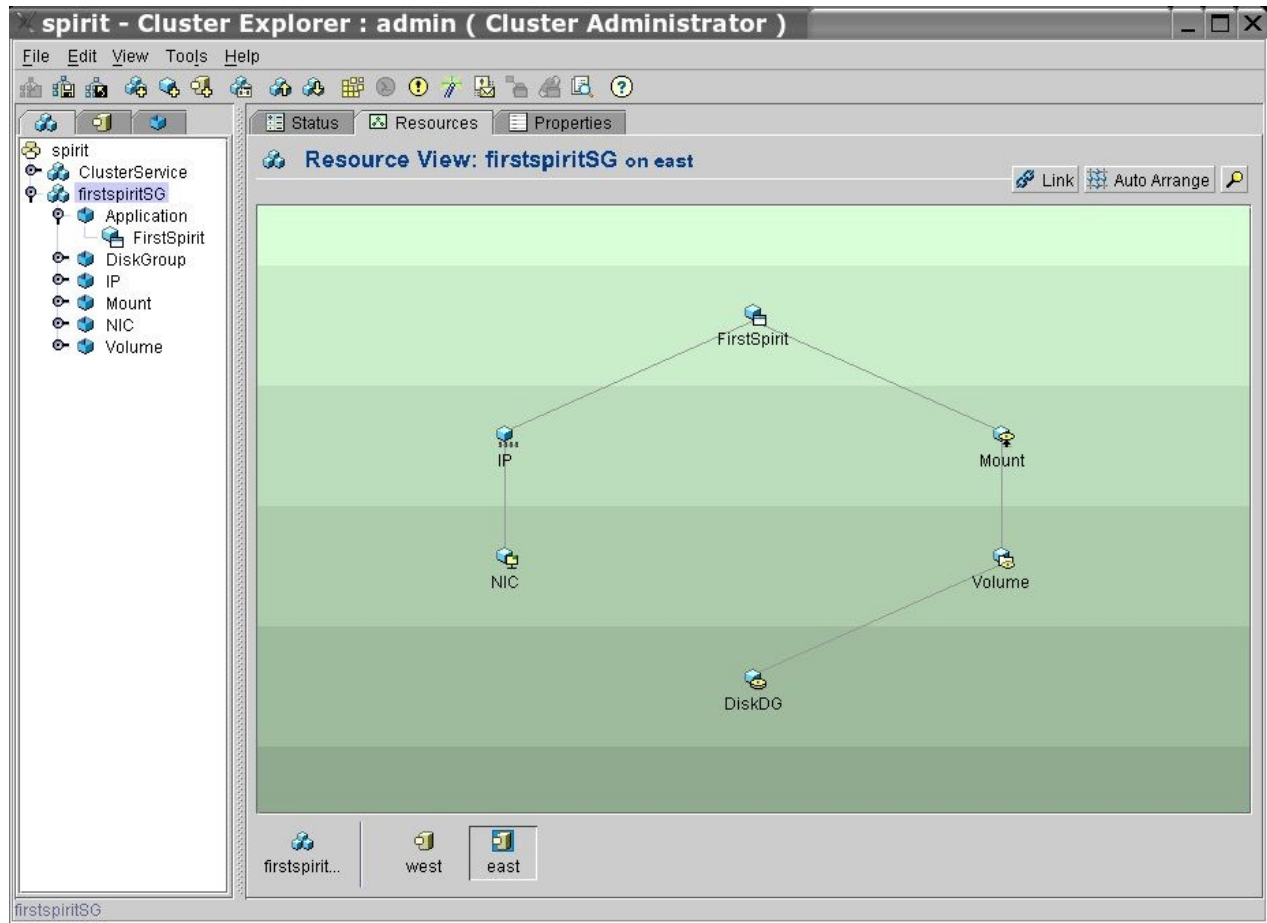 spirit - Cluster Explorer : admin ( Cluster Administrator )
File Edit View Tools Help
Status Resources Properties
spirit
ClusterService
firstspiritSG
Application
FirstSpirit
DiskGroup
IP
Mount
NIC
Volume
Resource View: firstspiritSG on east
Link Auto Arrange
FirstSpirit
IP Mount
NIC Volume
DiskDG
firstspirit... west east
firstspiritSG